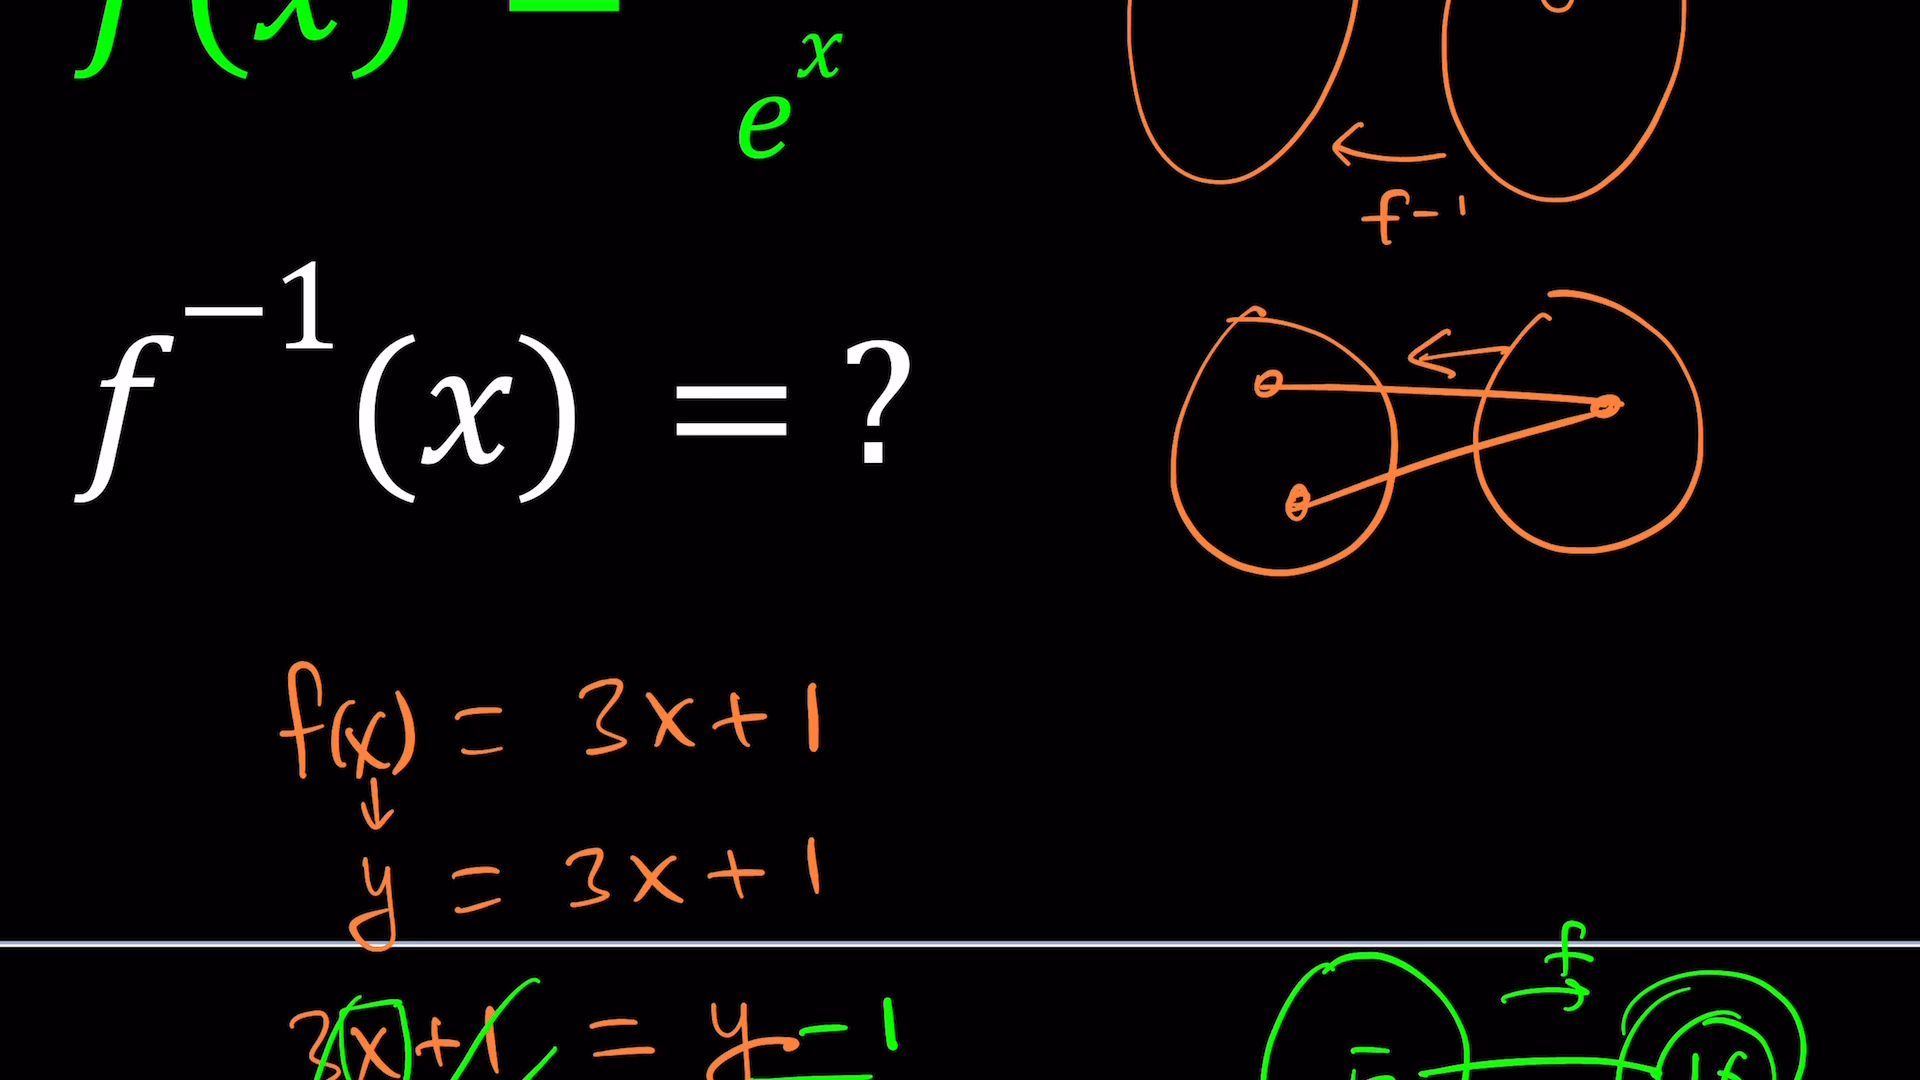 f(x) =
e^x
f-1
f^-1(x) = ?
f(x) = 3x+1
y = 3x+1
f
3x+1 = y-1